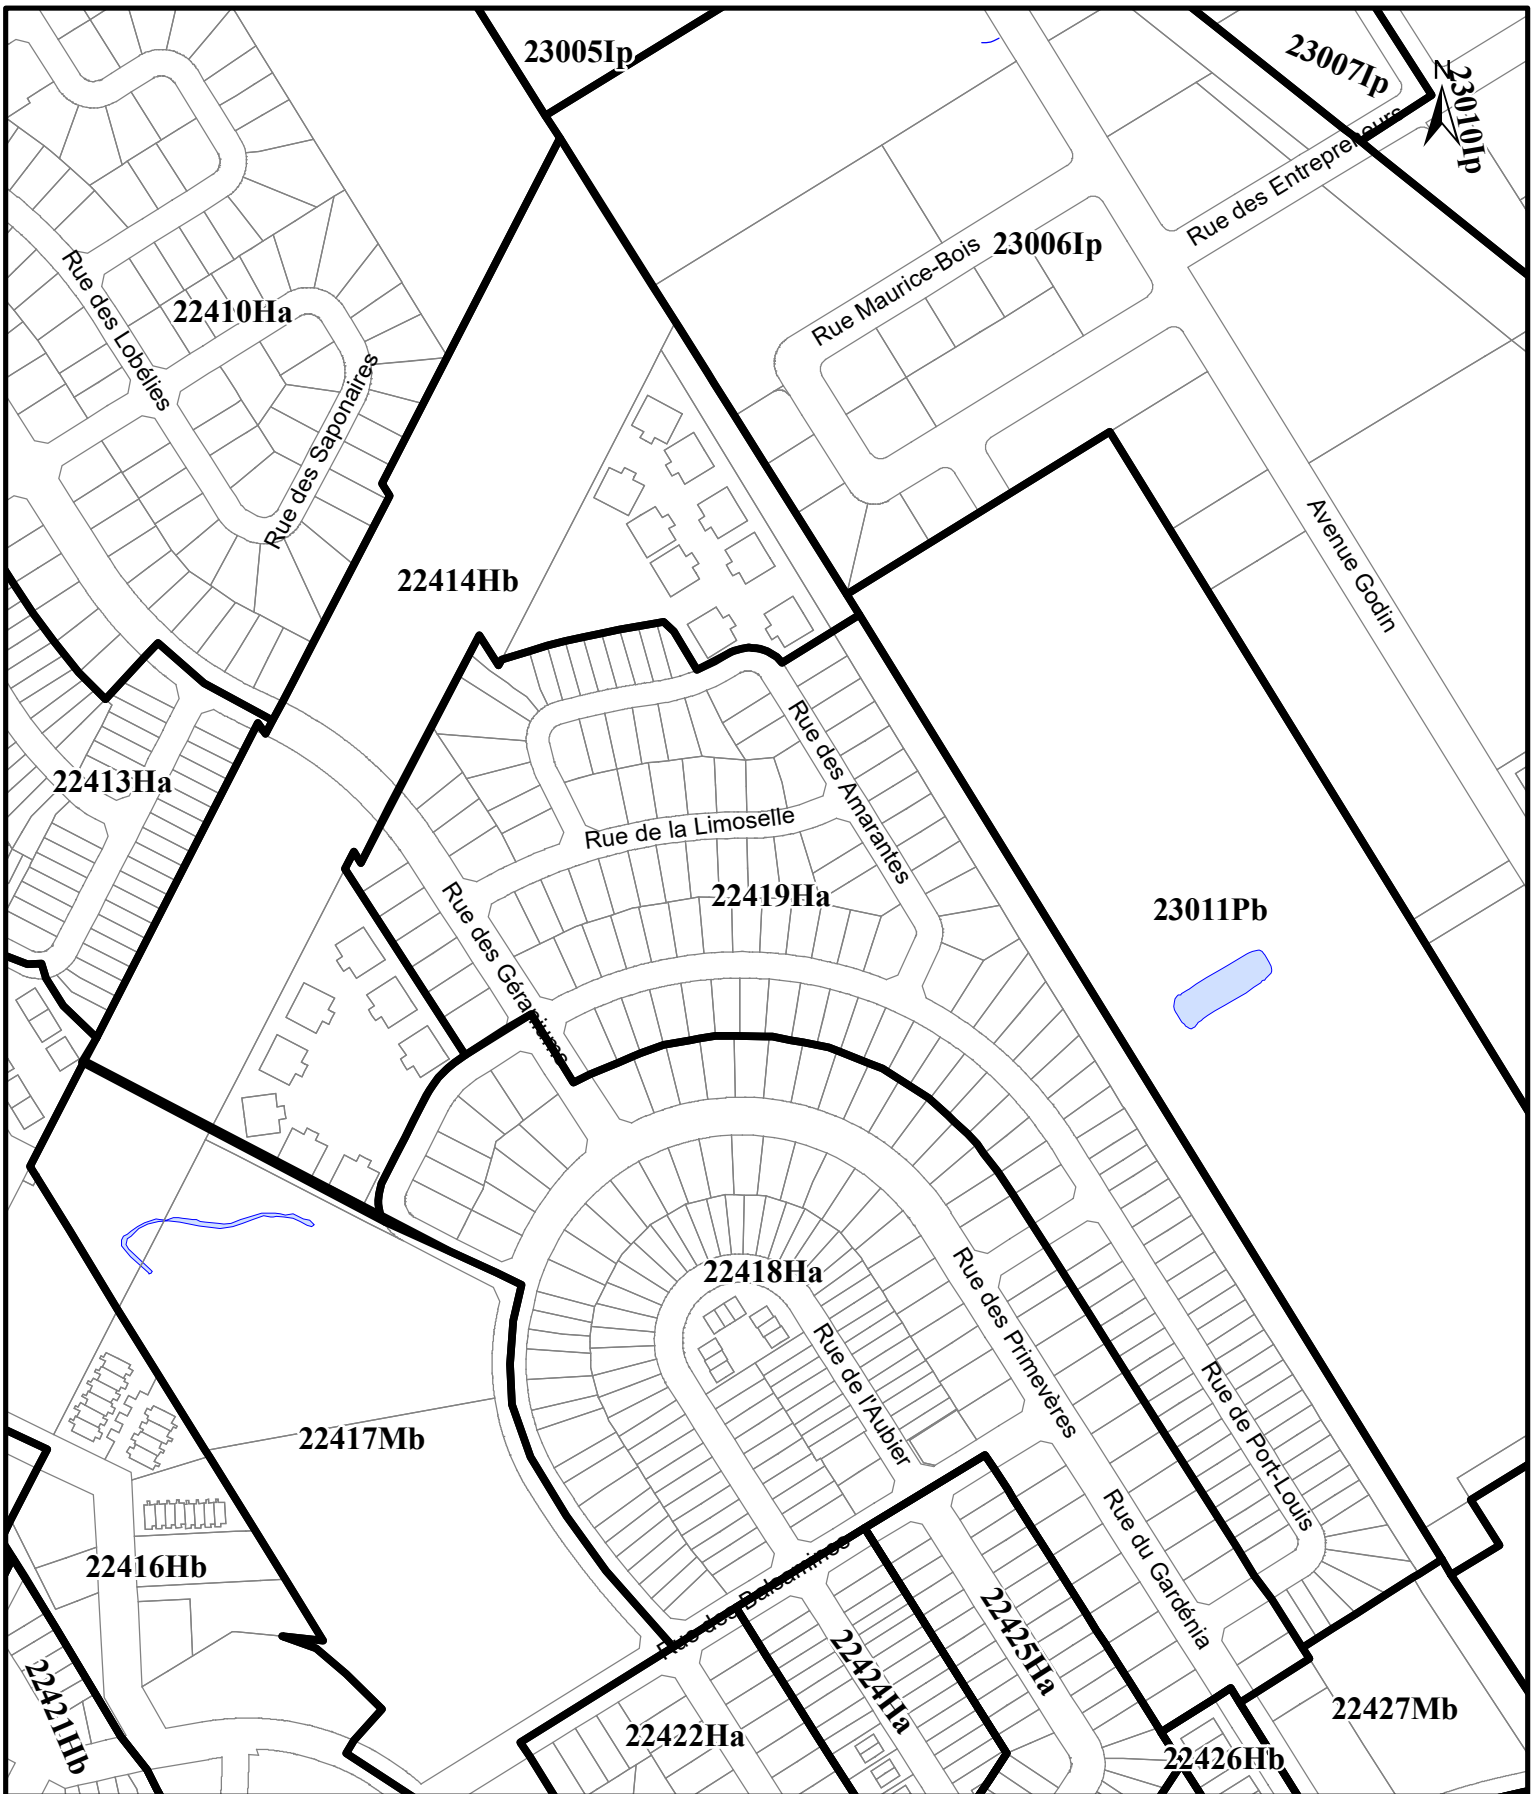 23005Ip
23007Ip
N
23010Ip
Rue des Entrepreneurs
23006Ip
Rue Maurice-Bois
Rue des Lobélies
22410Ha
Rue des Saponaires
22414Hb
Avenue Godin
22413Ha
Rue des Amarantes
Rue de la Limoselle
22419Ha
Rue des Géraniums
23011Pb
22418Ha
Rue des Primevères
Rue de l'Aubier
Rue de Port-Louis
22417Mb
22416Hb
Rue du Gardénia
Rue des Balsamines
22425Ha
22424Ha
22421Hb
22422Ha
22427Mb
22426Hb